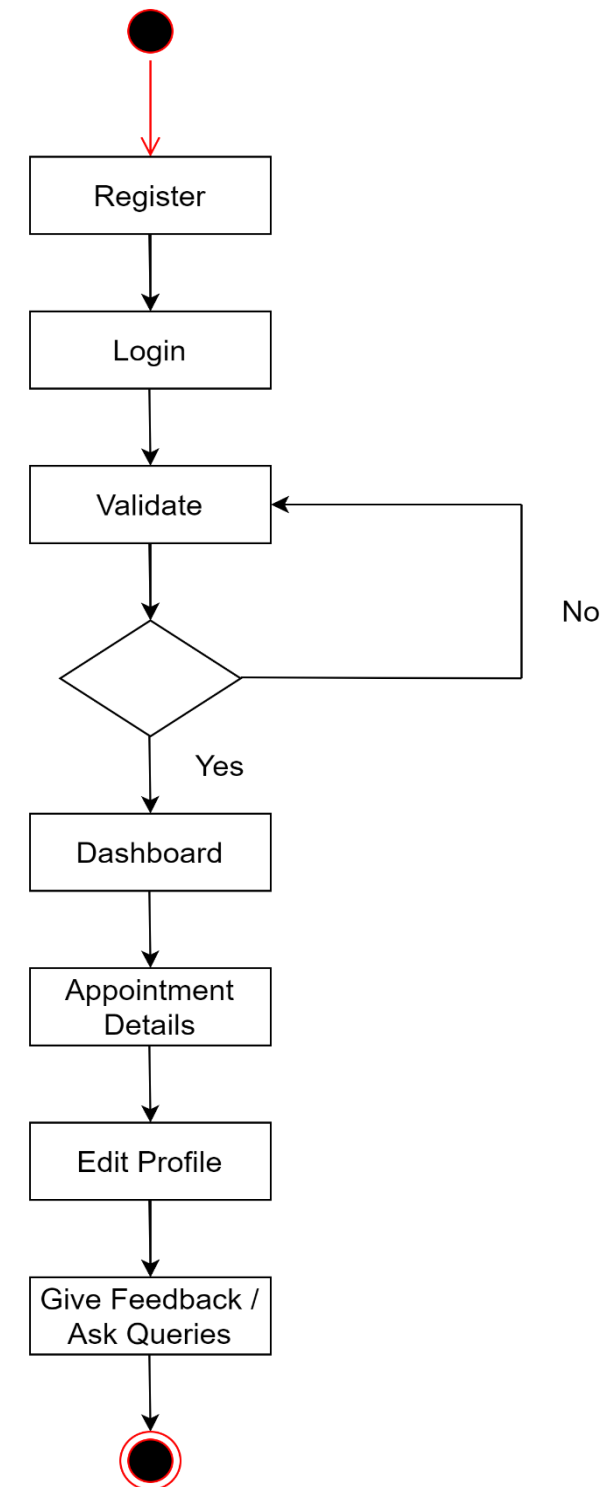 Register
Login
Validate
No
Yes
Dashboard
Appointment
Details
Edit Profile
Give Feedback /
Ask Queries